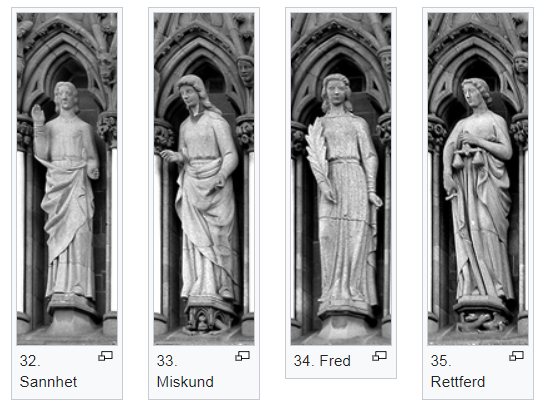 32.
Sannhet
33.
Miskund
34. Fred
35.
Rettferd